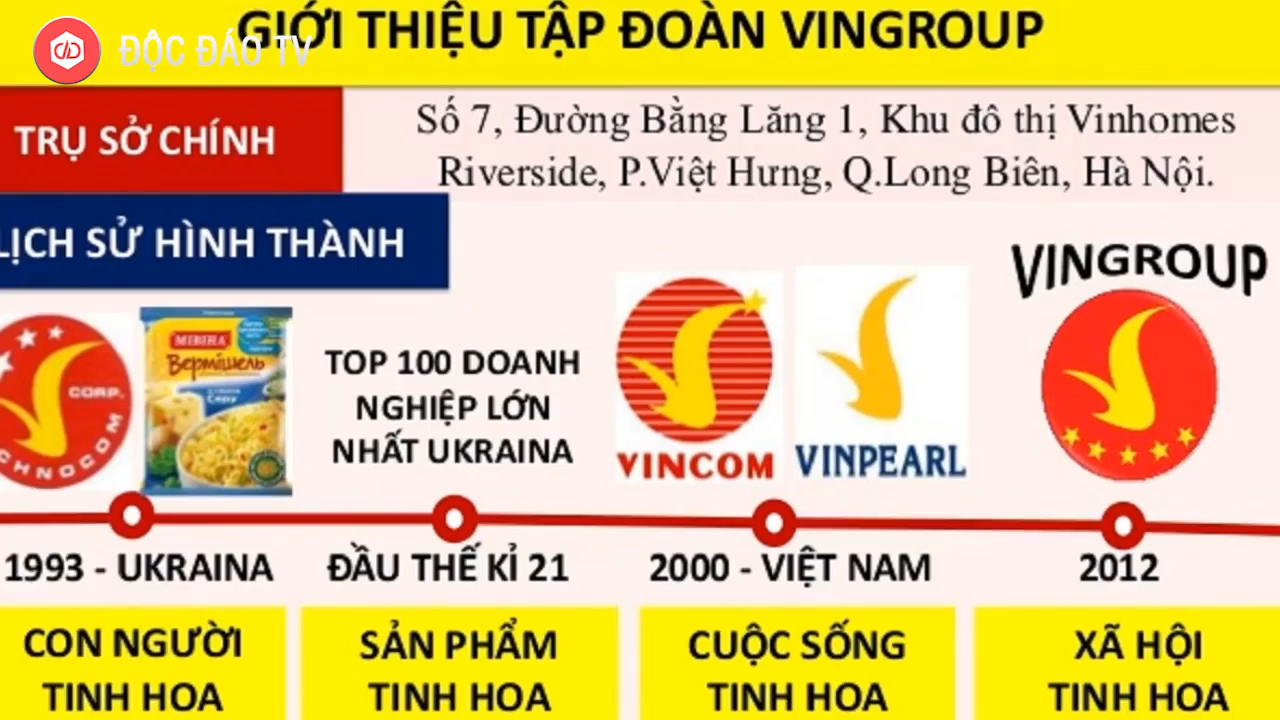 GIỚI THIỆU TẬP ĐOÀN VINGROUP
ĐỘC ĐÁO TV
TRỤ SỞ CHÍNH
Số 7, Đường Bằng Lăng 1, Khu đô thị Vinhomes
Riverside, P.Việt Hưng, Q.Long Biên, Hà Nội.
LỊCH SỬ HÌNH THÀNH
CORP.
CHNOCOM
МІВІНА
Вермішель
TOP 100 DOANH
NGHIỆP LỚN
NHẤT UKRAINA
VINCOM
VINPEARL
VINGROUP
1993 - UKRAINA
ĐẦU THẾ KỈ 21
2000 - VIỆT NAM
2012
CON NGƯỜI
TINH HOA
SẢN PHẨM
TINH HOA
CUỘC SỐNG
TINH HOA
XÃ HỘI
TINH HOA